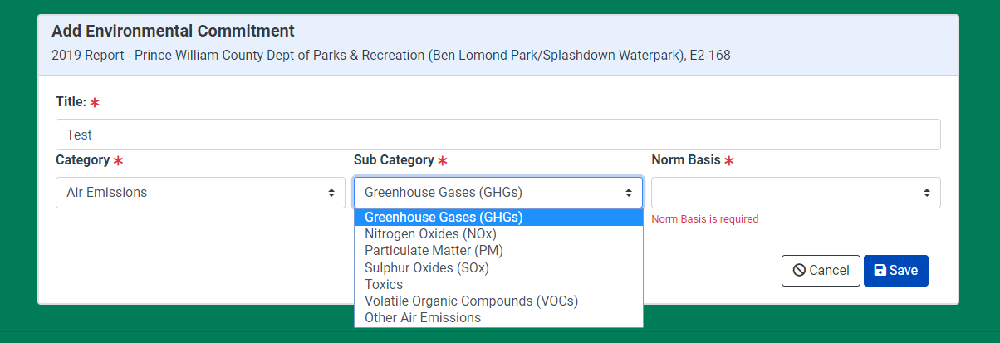 Add Environmental Commitment
2019 Report - Prince William County Dept of Parks & Recreation (Ben Lomond Park/Splashdown Waterpark), E2-168
Title: *
Test
Category *
Sub Category *
Norm Basis *
Air Emissions
Greenhouse Gases (GHGs)
Greenhouse Gases (GHGs)
Nitrogen Oxides (NOx)
Particulate Matter (PM)
Sulphur Oxides (SOx)
Toxics
Volatile Organic Compounds (VOCs)
Other Air Emissions
Norm Basis is required
Cancel
Save